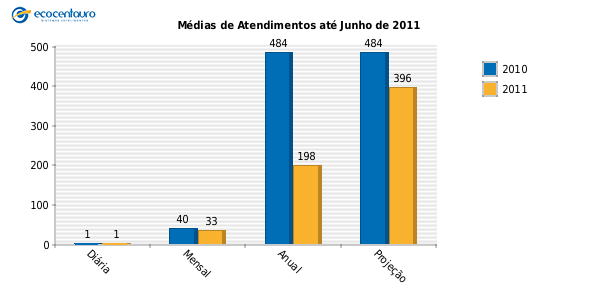 ecocentauro
Médias de Atendimentos até Junho de 2011
500
400
300
200
100
0
1
1
40
33
484
198
484
396
Diária
Mensal
Anual
Projeção
2010
2011